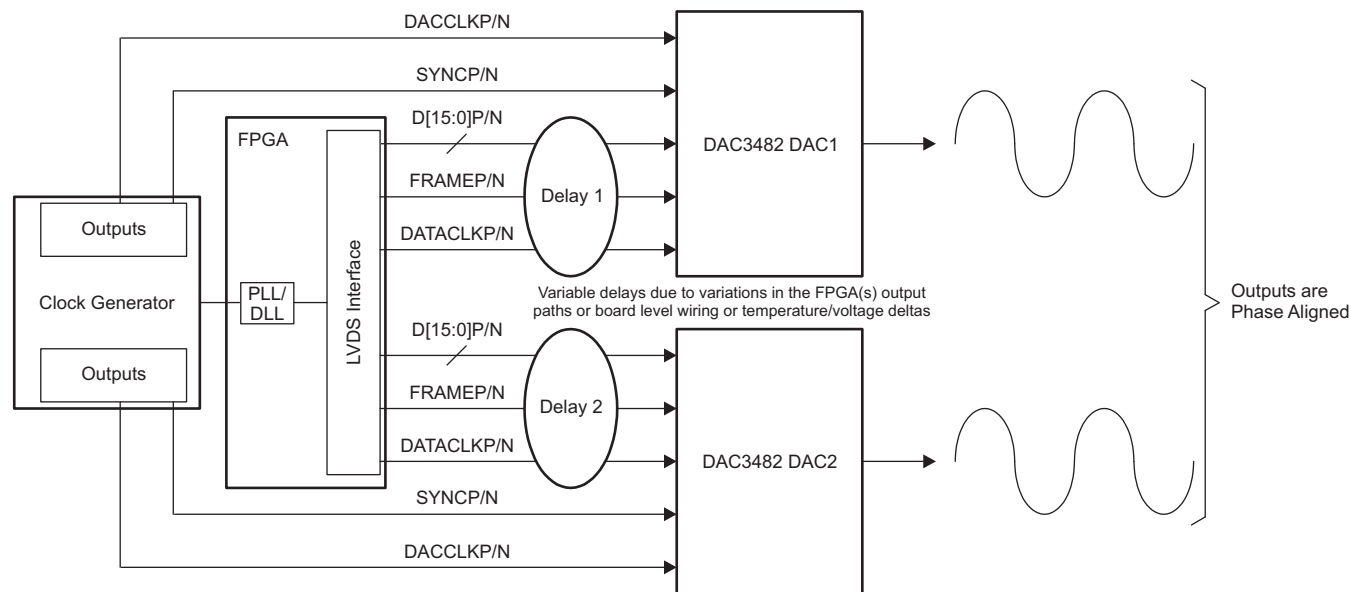 DACCLKP/N
SYNCP/N
D[15:0]P/N
FPGA
DAC3482 DAC1
FRAMEP/N
Delay 1
Outputs
DATACLKP/N
LVDS Interface
Clock Generator
PLL/
DLL
Variable delays due to variations in the FPGA(s) output
paths or board level wiring or temperature/voltage deltas
Outputs are
Phase Aligned
D[15:0]P/N
Outputs
FRAMEP/N
Delay 2
DATACLKP/N
DAC3482 DAC2
SYNCP/N
DACCLKP/N